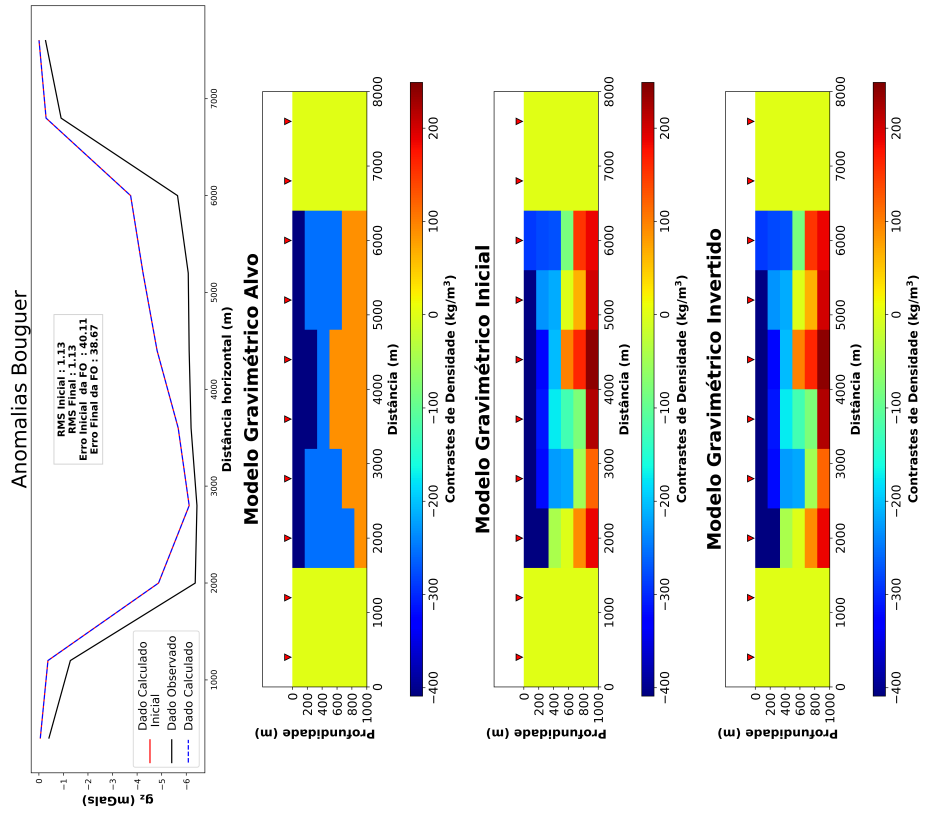 Anomalias Bouguer
RMS Inicial : 1.13
RMS Final : 1.13
Erro Inicial da FO : 40.11
Erro Final da FO : 38.67
g_z (mGals)
0
−1
−2
−3
−4
−5
−6
Dado Calculado
Inicial
Dado Observado
Dado Calculado
1000 2000 3000 4000 5000 6000 7000
Distância horizontal (m)
Modelo Gravimétrico Alvo
Profundidade (m)
0
200
400
600
800
1000
0 1000 2000 3000 4000 5000 6000 7000 8000
Distância (m)
−400 −300 −200 −100 0 100 200
Contrastes de Densidade (kg/m³)
Modelo Gravimétrico Inicial
Profundidade (m)
0
200
400
600
800
1000
0 1000 2000 3000 4000 5000 6000 7000 8000
Distância (m)
−400 −300 −200 −100 0 100 200
Contrastes de Densidade (kg/m³)
Modelo Gravimétrico Invertido
Profundidade (m)
0
200
400
600
800
1000
0 1000 2000 3000 4000 5000 6000 7000 8000
Distância (m)
−400 −300 −200 −100 0 100 200
Contrastes de Densidade (kg/m³)